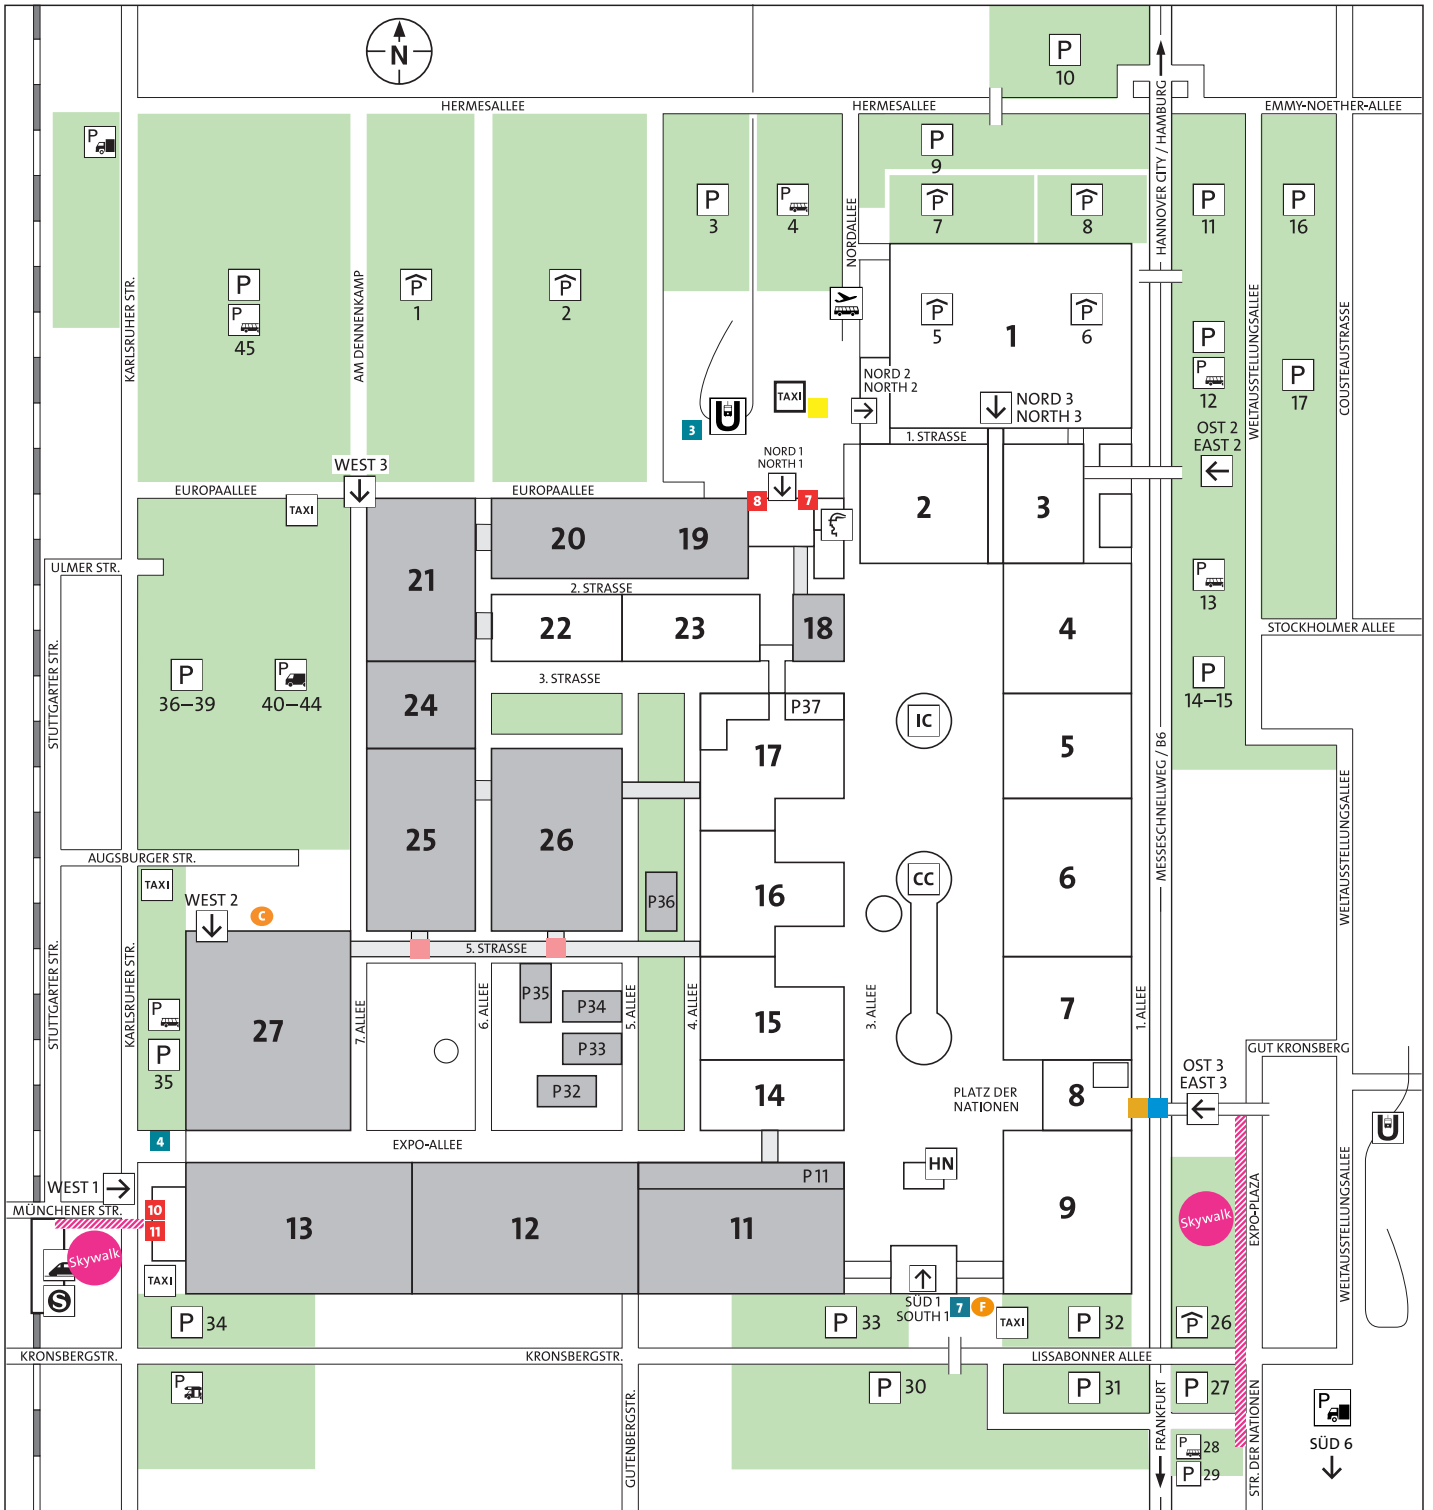 N
P
10
HERMESALLEE
HERMESALLEE
EMMY-NOETHER-ALLEE
HANNOVER CITY / HAMBURG
P
P
9
P
3
P
4
P
7
P
8
P
11
P
16
NORDALLEE
KARLSRUHER STR.
AM DENNENKAMP
WELTAUSSTELLUNGSALLEE
COUSTEAUSTRASSE
P
P
45
P
1
P
2
P
5
1
P
6
P
P
12
P
17
NORD 2
NORTH 2
TAXI
NORD 3
NORTH 3
3
U
OST 2
EAST 2
1. STRASSE
NORD 1
NORTH 1
WEST 3
EUROPAALLEE
EUROPAALLEE
TAXI
8
7
20
19
2
3
ULMER STR.
21
2. STRASSE
P
13
22
23
18
4
STOCKHOLMER ALLEE
STUTTGARTER STR.
P
36–39
P
40–44
3. STRASSE
24
P37
IC
P
14–15
17
5
MESSESCHNELLWEG / B6
WELTAUSSTELLUNGSALLEE
25
26
AUGSBURGER STR.
TAXI
WEST 2
C
P36
16
CC
6
5. STRASSE
STUTTGARTER STR.
KARLSRUHER STR.
P
P
35
27
7. ALLEE
6. ALLEE
P35
P34
P33
P32
5. ALLEE
4. ALLEE
15
3. ALLEE
7
1. ALLEE
GUT KRONSBERG
OST 3
EAST 3
14
PLATZ DER
NATIONEN
8
U
4
EXPO-ALLEE
WEST 1
MÜNCHENER STR.
10
11
Skywalk
S
TAXI
13
12
11
P 11
HN
9
Skywalk
EXPO-PLAZA
WELTAUSSTELLUNGSALLEE
SÜD 1
SOUTH 1
7
F
TAXI
P
34
P
33
P
32
P
26
KRONSBERGSTR.
KRONSBERGSTR.
LISSABONNER ALLEE
P
P
30
P
31
P
27
GUTENBERGSTR.
FRANKFURT
STR. DER NATIONEN
P
28
P
29
P
SÜD 6